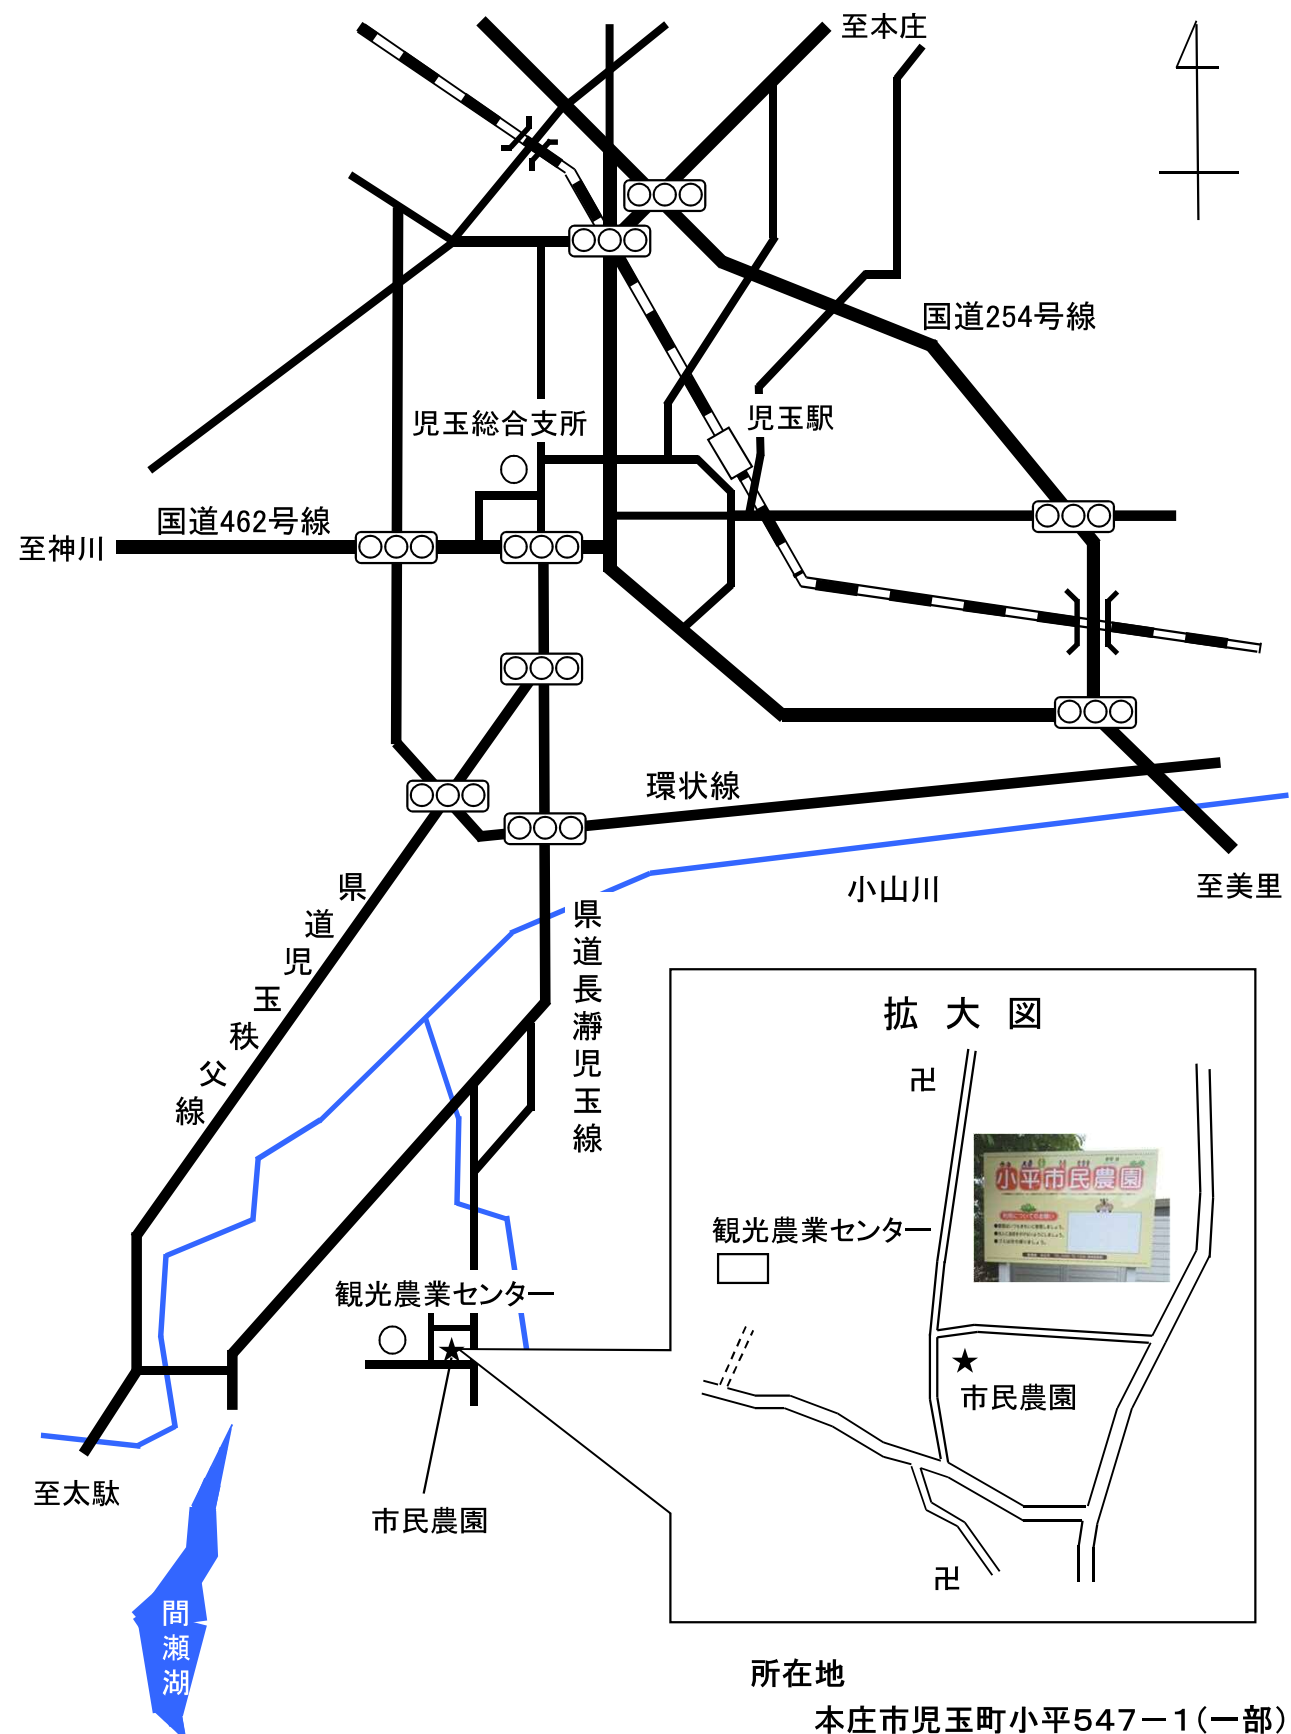 至本庄
国道254号線
児玉総合支所
児玉駅
国道462号線
至神川
環状線
小山川
至美里
県道児玉秩父線
県道長瀞児玉線
拡大図
卍
小平市民農園
観光農業センター
観光農業センター
市民農園
至太駄
市民農園
卍
間瀬湖
所在地
本庄市児玉町小平547－1（一部）